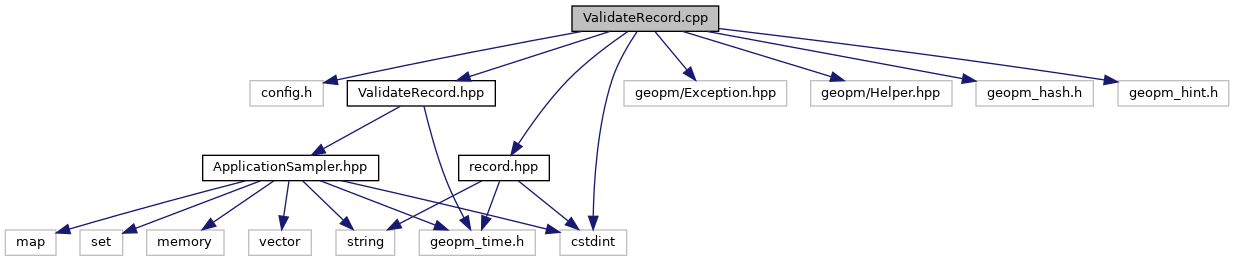 ValidateRecord.cpp
config.h
ValidateRecord.hpp
geopm/Exception.hpp
geopm/Helper.hpp
geopm_hash.h
geopm_hint.h
ApplicationSampler.hpp
record.hpp
map
set
memory
vector
string
geopm_time.h
cstdint